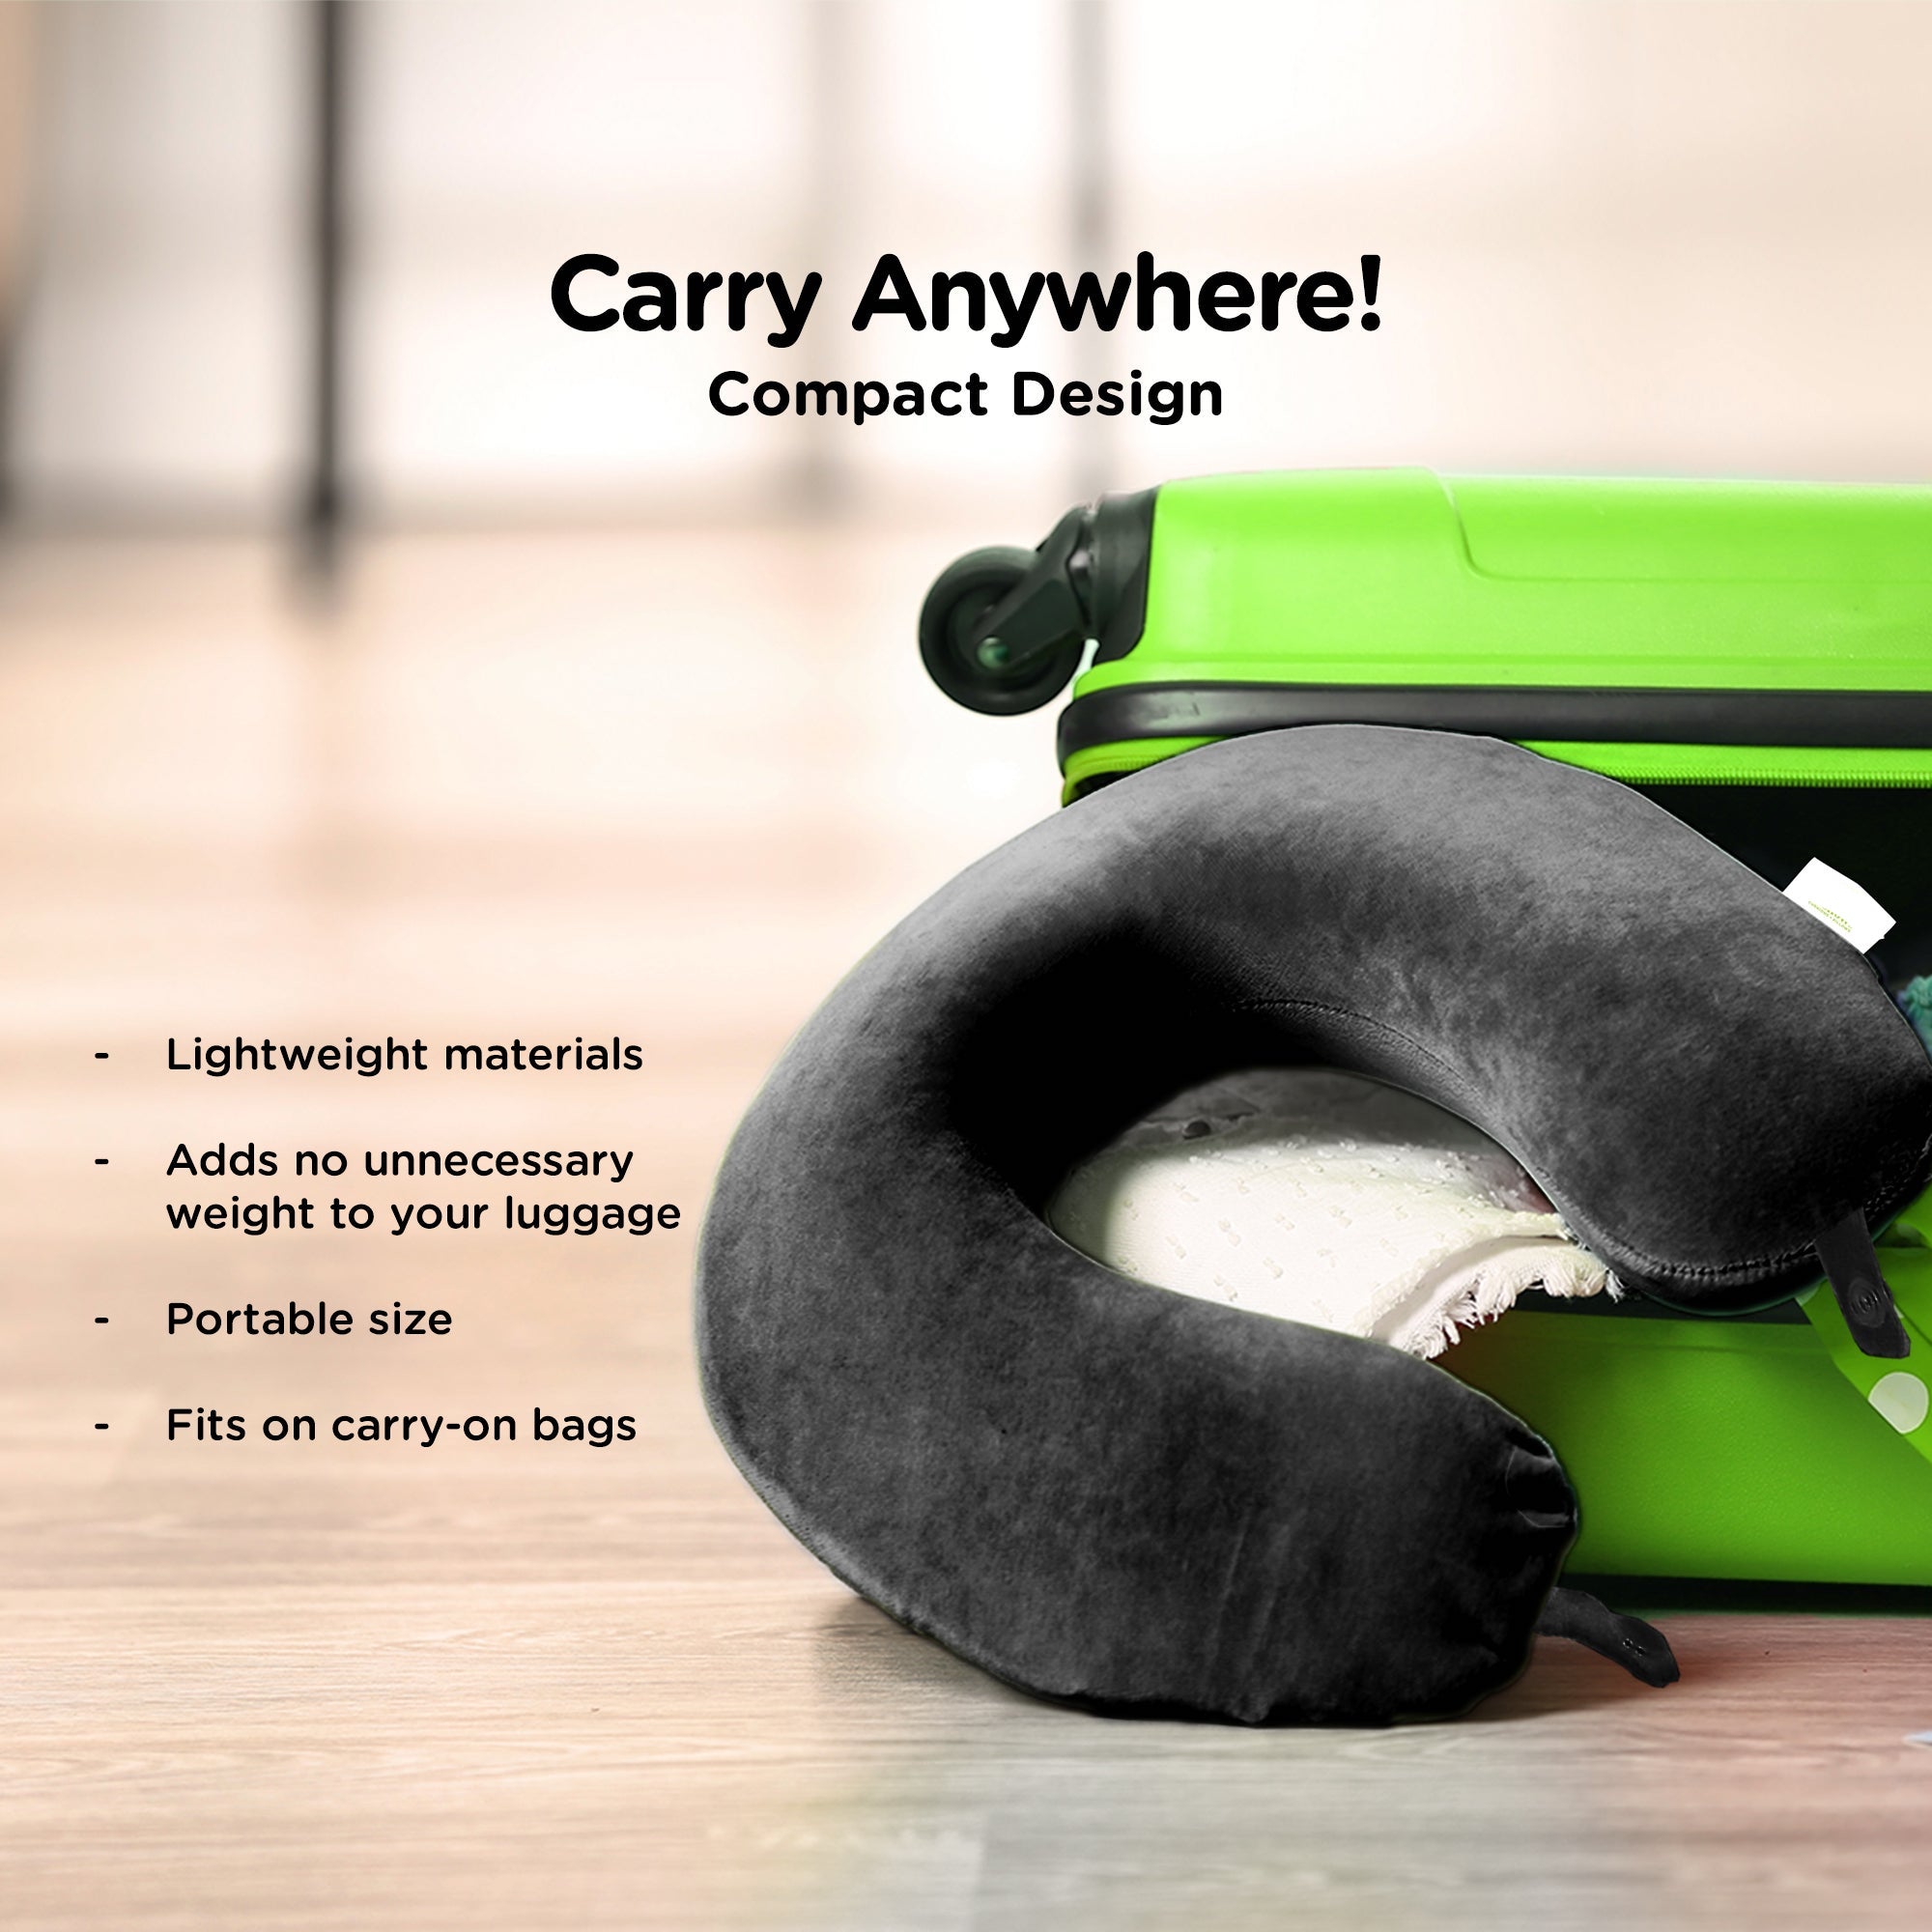 Carry Anywhere!
Compact Design
- Lightweight materials
- Adds no unnecessary
weight to your luggage
- Portable size
- Fits on carry-on bags